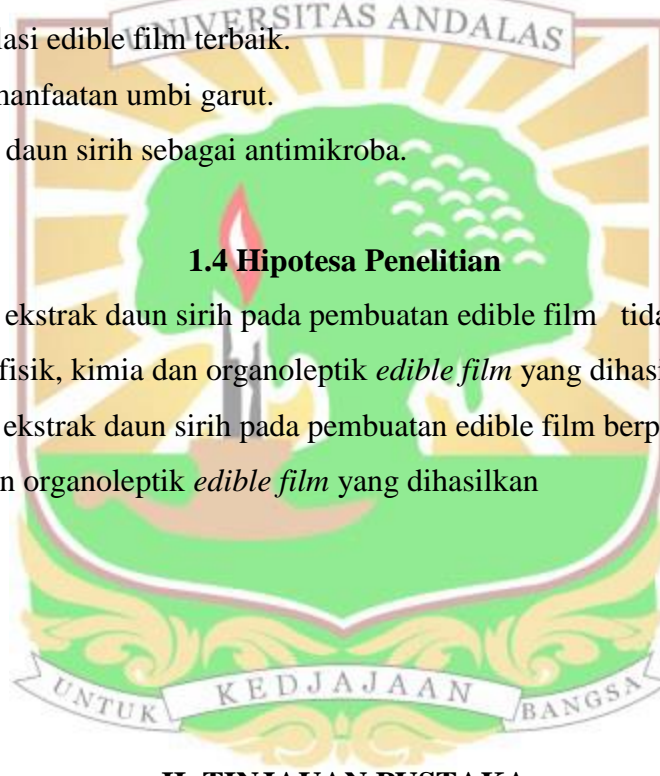 UNIVERSITAS ANDALAS
lasi edible film terbaik.
nanfaatan umbi garut.
daun sirih sebagai antimikroba.
1.4 Hipotesa Penelitian
ekstrak daun sirih pada pembuatan edible film tida
fisik, kimia dan organoleptik edible film yang dihasi
ekstrak daun sirih pada pembuatan edible film berp
n organoleptik edible film yang dihasilkan
UNTUK KEDJAJAAN BANGSA
II. TINJAUAN PUSTAKA